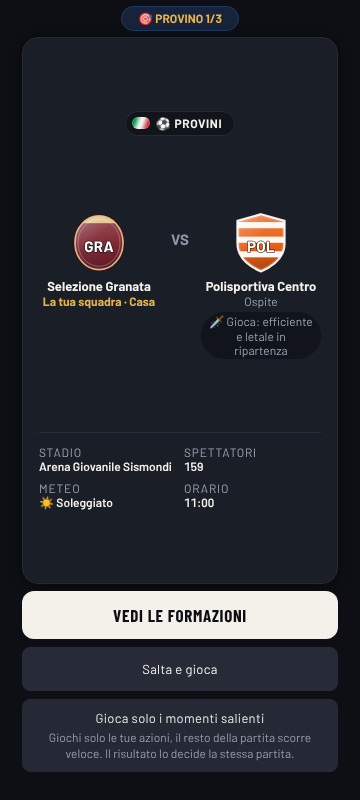 🎯 PROVINO 1/3
⚽ PROVINI
GRA
VS
POL
Selezione Granata
La tua squadra · Casa
Polisportiva Centro
Ospite
🗡️ Gioca: efficiente
e letale in
ripartenza
STADIO
Arena Giovanile Sismondi
SPETTATORI
159
METEO
☀️ Soleggiato
ORARIO
11:00
VEDI LE FORMAZIONI
Salta e gioca
Gioca solo i momenti salienti
Giochi solo le tue azioni, il resto della partita scorre
veloce. Il risultato lo decide la stessa partita.